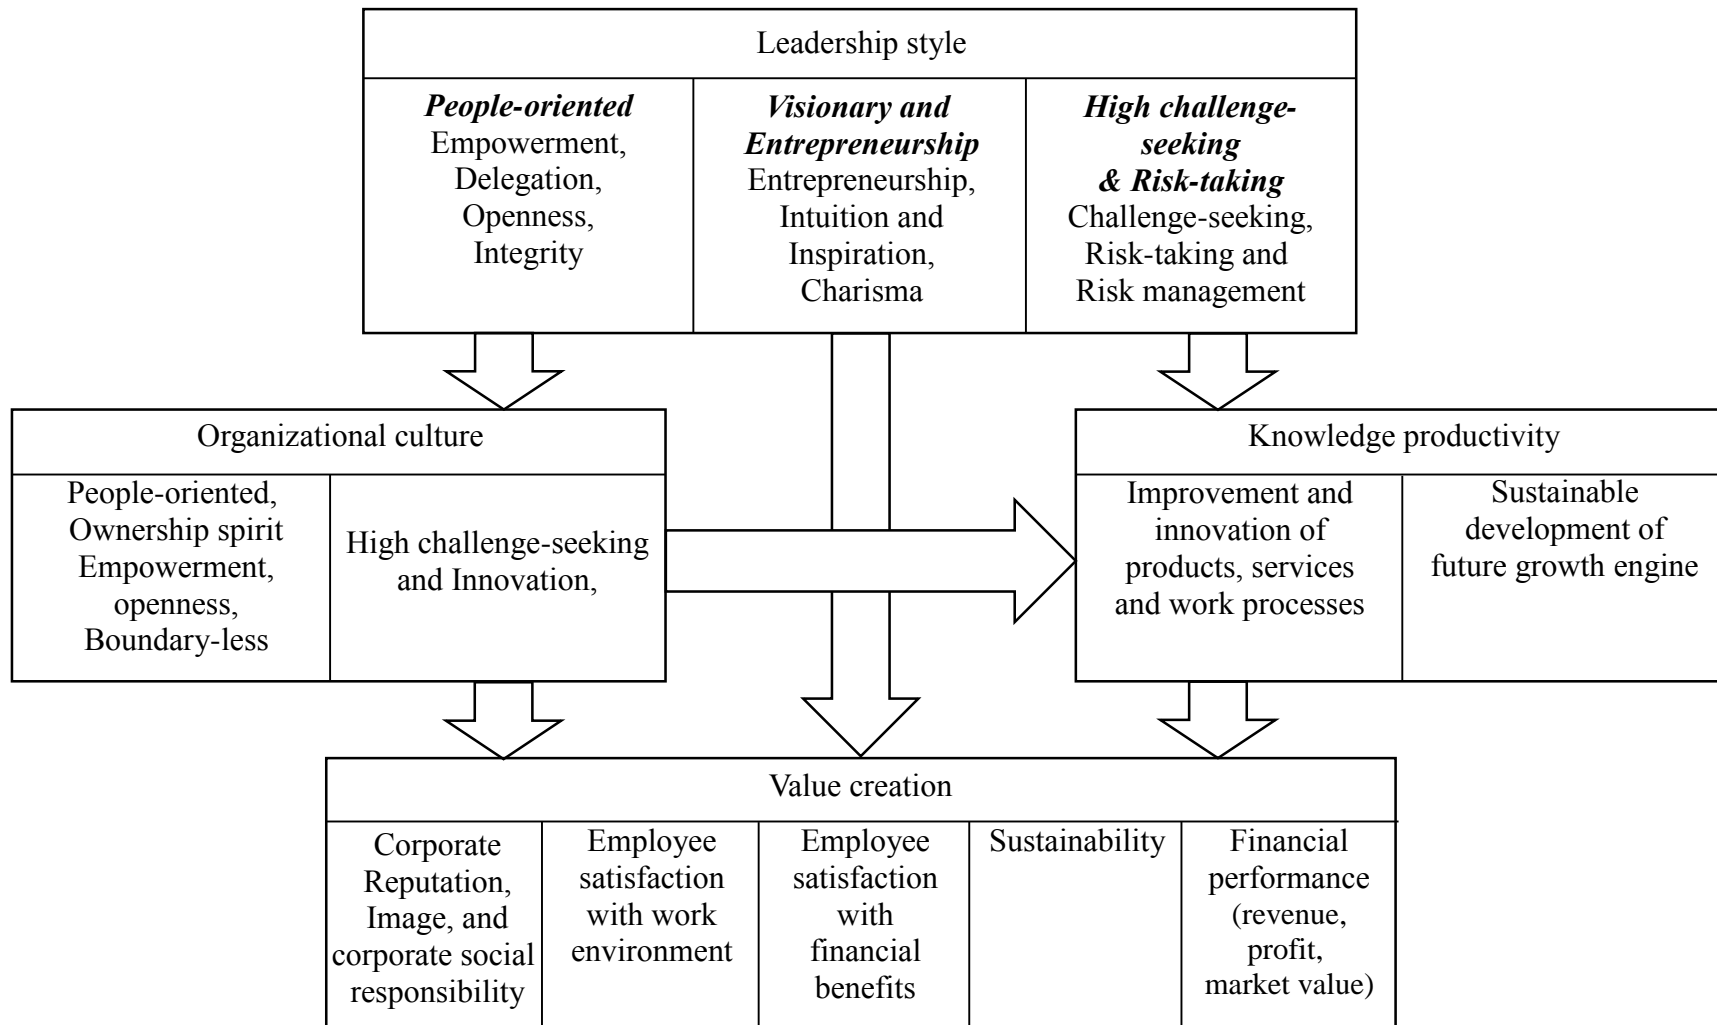 Leadership style
People-oriented
Empowerment,
Delegation,
Openness,
Integrity
Visionary and
Entrepreneurship
Entrepreneurship,
Intuition and
Inspiration,
Charisma
High challenge-
seeking
& Risk-taking
Challenge-seeking,
Risk-taking and
Risk management
Organizational culture
People-oriented,
Ownership spirit
Empowerment,
openness,
Boundary-less
High challenge-seeking
and Innovation,
Knowledge productivity
Improvement and
innovation of
products, services
and work processes
Sustainable
development of
future growth engine
Value creation
Corporate
Reputation,
Image, and
corporate social
responsibility
Employee
satisfaction
with work
environment
Employee
satisfaction
with
financial
benefits
Sustainability
Financial
performance
(revenue,
profit,
market value)